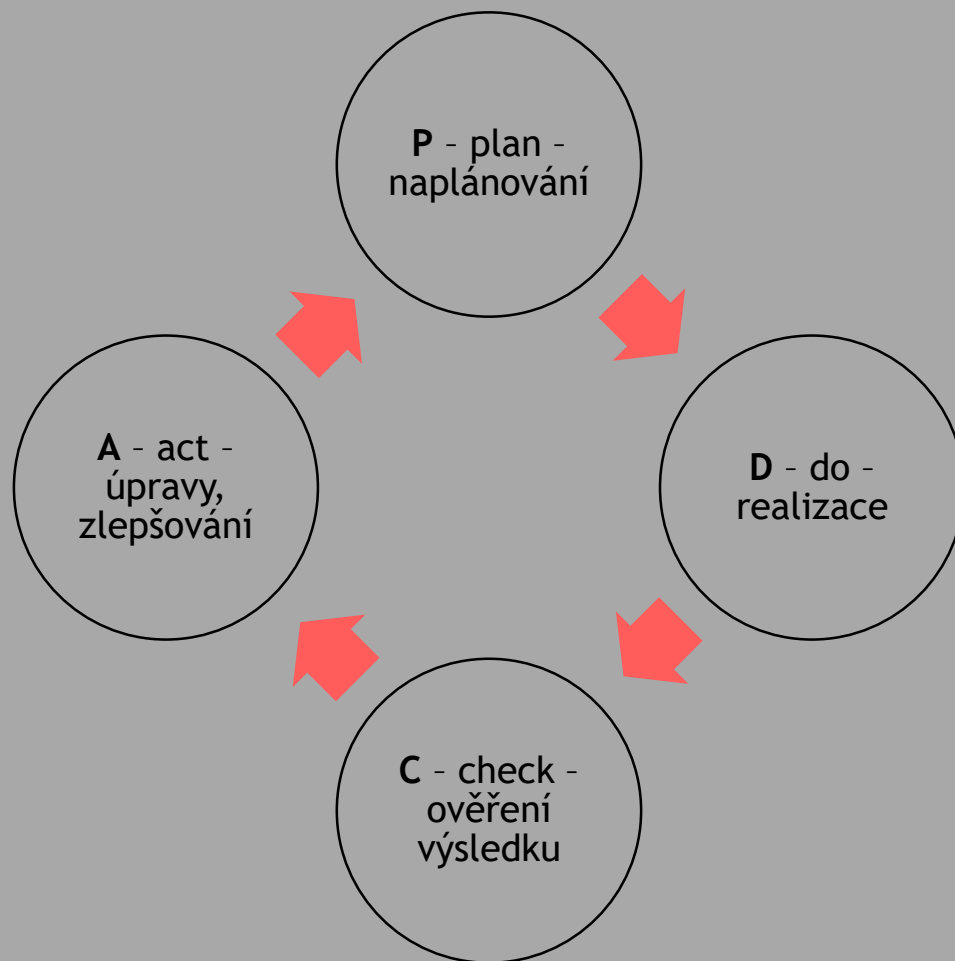 P – plan –
naplánování
D – do –
realizace
C – check –
ověření
výsledku
A – act –
úpravy,
zlepšování